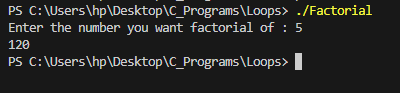 PS C:\Users\hp\Desktop\C_Programs\Loops> ./Factorial
Enter the number you want factorial of : 5
120
PS C:\Users\hp\Desktop\C_Programs\Loops>